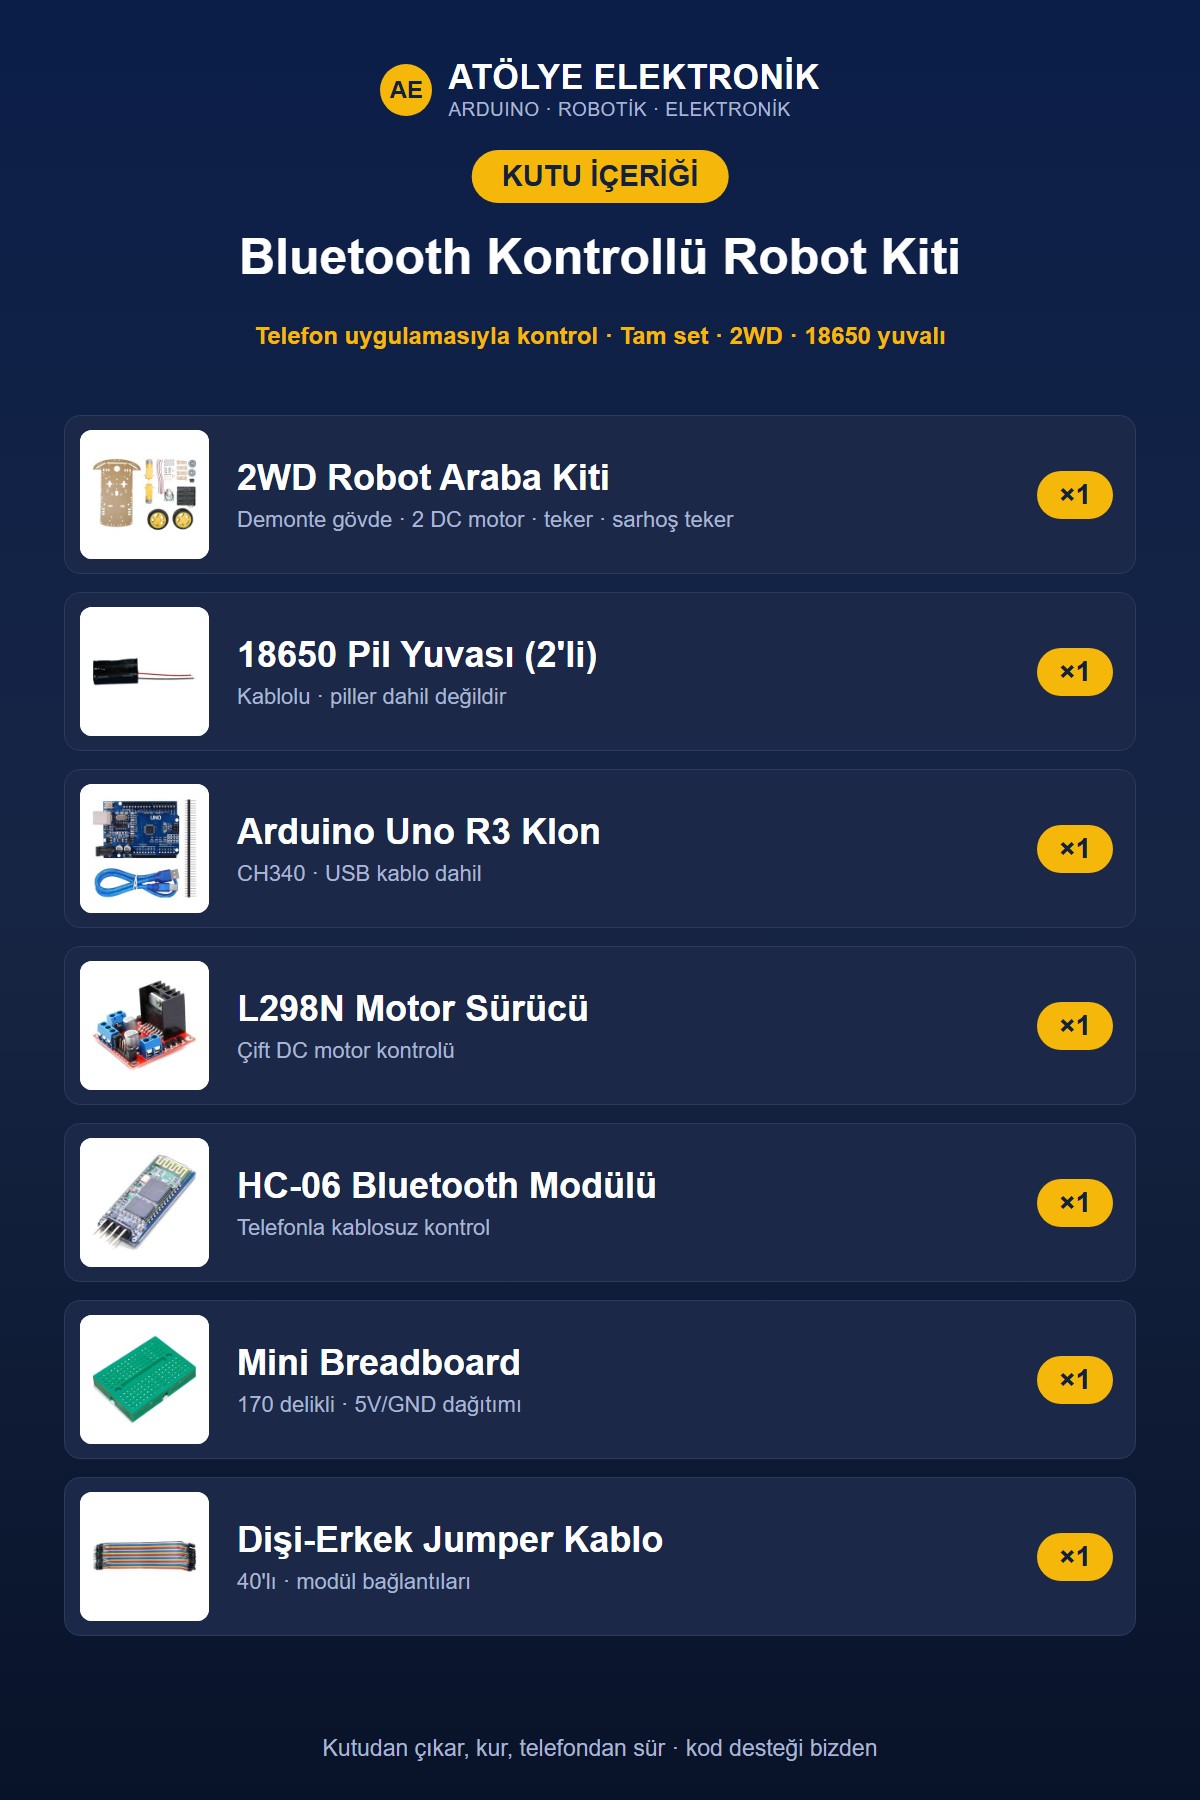 AE
ATÖLYE ELEKTRONİK
ARDUINO · ROBOTİK · ELEKTRONİK
KUTU İÇERİĞİ
Bluetooth Kontrollü Robot Kiti
Telefon uygulamasıyla kontrol · Tam set · 2WD · 18650 yuvalı
2WD Robot Araba Kiti
Demonte gövde · 2 DC motor · teker · sarhoş teker
×1
18650 Pil Yuvası (2'li)
Kablolu · piller dahil değildir
×1
UNO
Arduino Uno R3 Klon
CH340 · USB kablo dahil
×1
L298N Motor Sürücü
Çift DC motor kontrolü
×1
HC-06 Bluetooth Modülü
Telefonla kablosuz kontrol
×1
Mini Breadboard
170 delikli · 5V/GND dağıtımı
×1
Dişi-Erkek Jumper Kablo
40'lı · modül bağlantıları
×1
Kutudan çıkar, kur, telefondan sür · kod desteği bizden